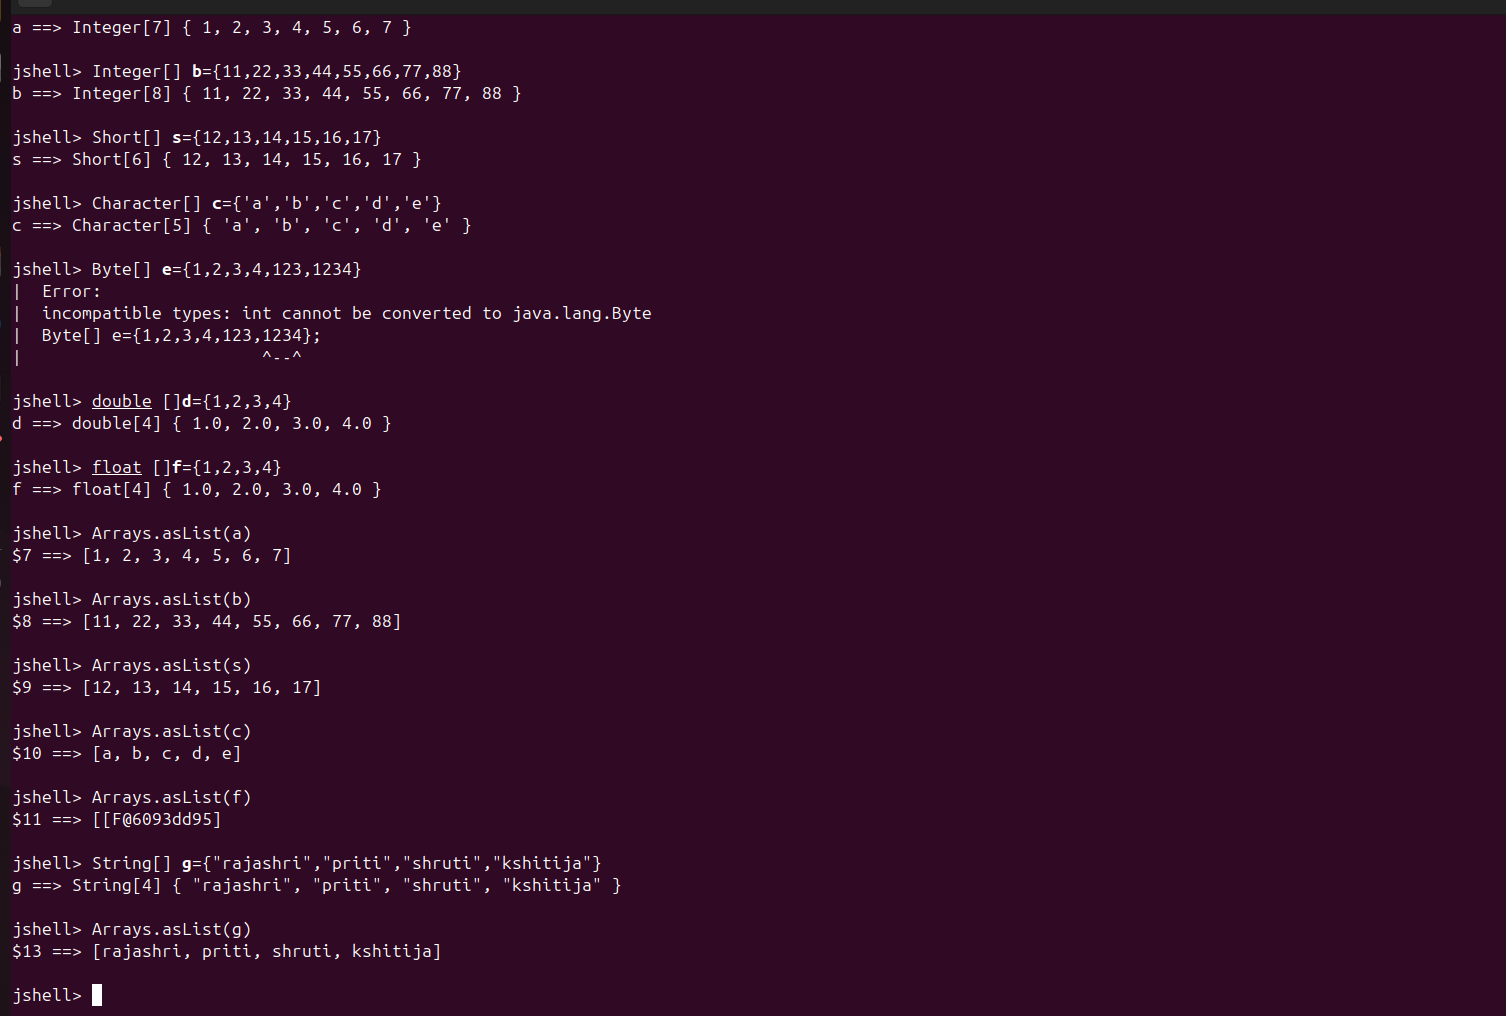 a ==> Integer[7] { 1, 2, 3, 4, 5, 6, 7 }
jshell> Integer[] b={11,22,33,44,55,66,77,88}
b ==> Integer[8] { 11, 22, 33, 44, 55, 66, 77, 88 }
jshell> Short[] s={12,13,14,15,16,17}
s ==> Short[6] { 12, 13, 14, 15, 16, 17 }
jshell> Character[] c={'a','b','c','d','e'}
c ==> Character[5] { 'a', 'b', 'c', 'd', 'e' }
jshell> Byte[] e={1,2,3,4,123,1234}
|  Error:
|  incompatible types: int cannot be converted to java.lang.Byte
|  Byte[] e={1,2,3,4,123,1234};
|                        ^--^
jshell> double []d={1,2,3,4}
d ==> double[4] { 1.0, 2.0, 3.0, 4.0 }
jshell> float []f={1,2,3,4}
f ==> float[4] { 1.0, 2.0, 3.0, 4.0 }
jshell> Arrays.asList(a)
$7 ==> [1, 2, 3, 4, 5, 6, 7]
jshell> Arrays.asList(b)
$8 ==> [11, 22, 33, 44, 55, 66, 77, 88]
jshell> Arrays.asList(s)
$9 ==> [12, 13, 14, 15, 16, 17]
jshell> Arrays.asList(c)
$10 ==> [a, b, c, d, e]
jshell> Arrays.asList(f)
$11 ==> [[F@6093dd95]
jshell> String[] g={"rajashri","priti","shruti","kshitija"}
g ==> String[4] { "rajashri", "priti", "shruti", "kshitija" }
jshell> Arrays.asList(g)
$13 ==> [rajashri, priti, shruti, kshitija]
jshell>